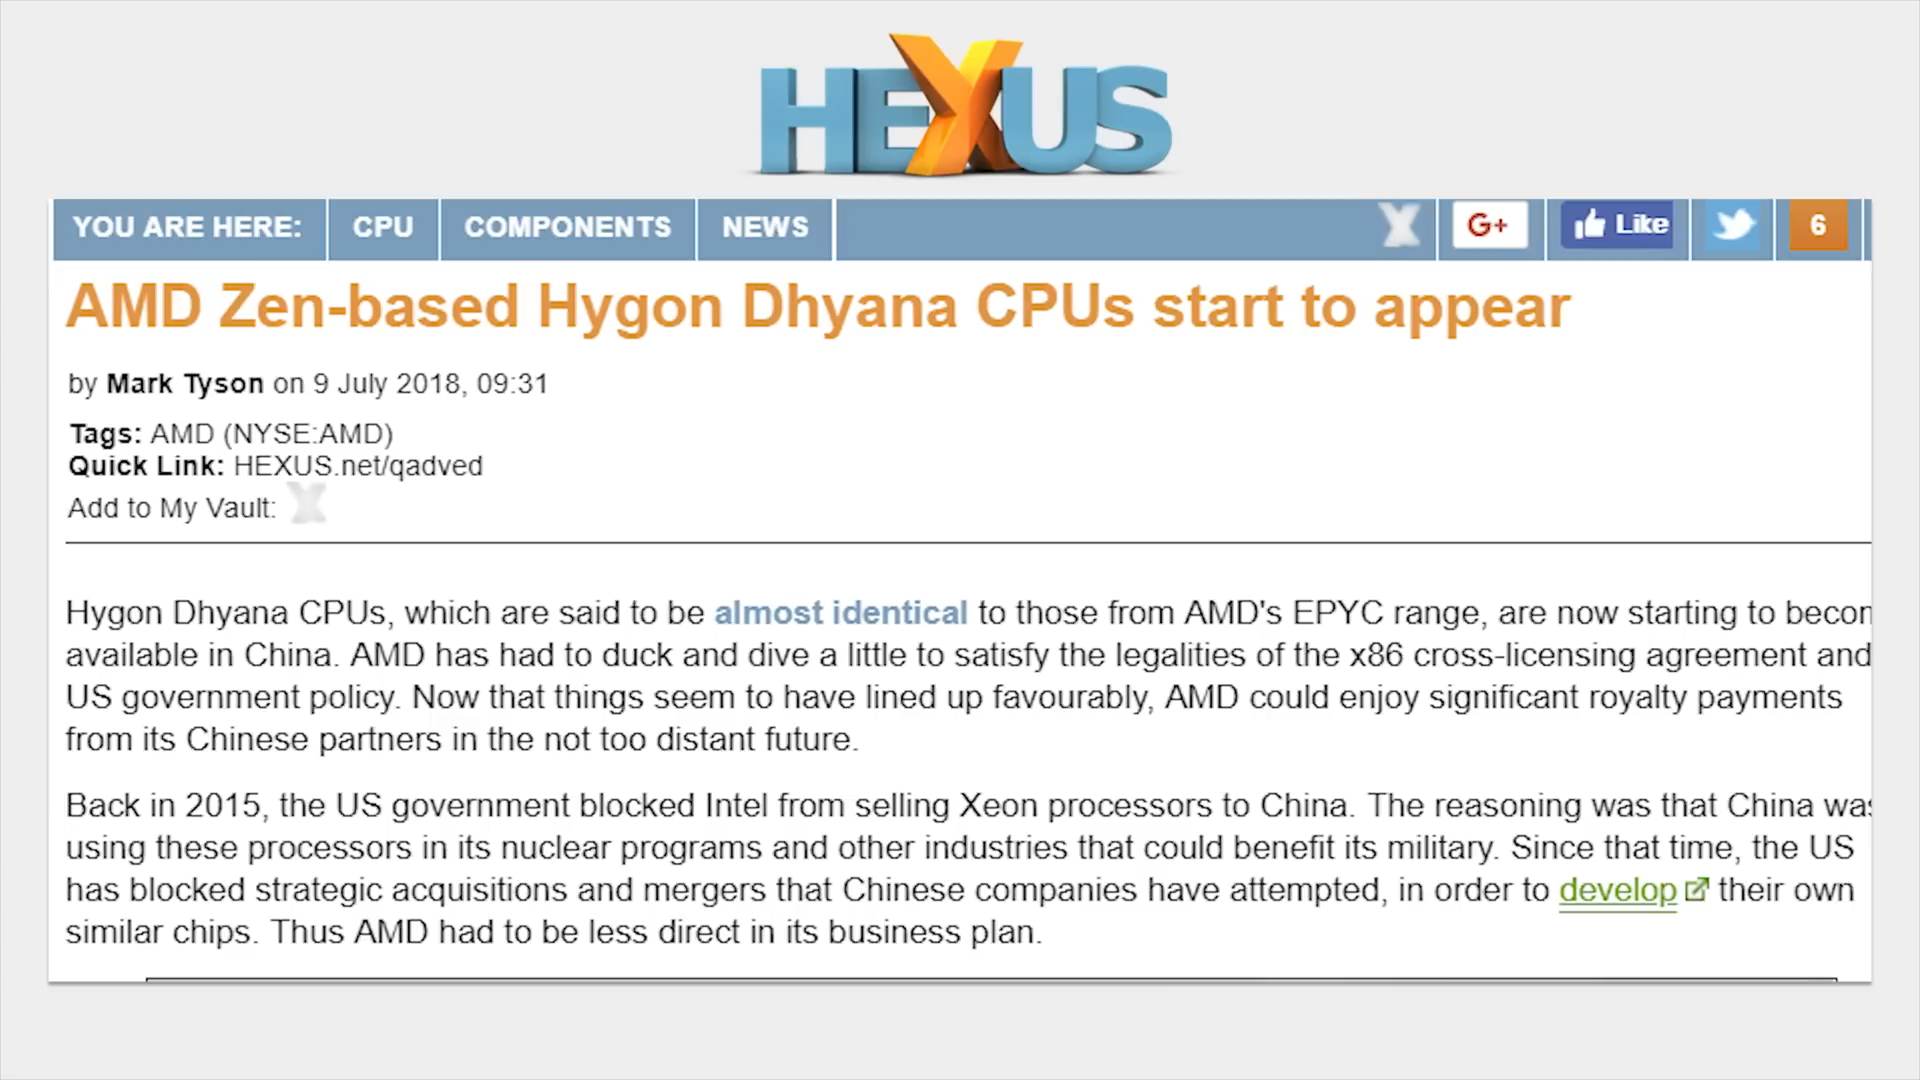 HEXUS
YOU ARE HERE: CPU COMPONENTS NEWS X G+ Like 6
AMD Zen-based Hygon Dhyana CPUs start to appear
by Mark Tyson on 9 July 2018, 09:31
Tags: AMD (NYSE:AMD)
Quick Link: HEXUS.net/qadved
Add to My Vault: X
Hygon Dhyana CPUs, which are said to be almost identical to those from AMD's EPYC range, are now starting to becom
available in China. AMD has had to duck and dive a little to satisfy the legalities of the x86 cross-licensing agreement and
US government policy. Now that things seem to have lined up favourably, AMD could enjoy significant royalty payments
from its Chinese partners in the not too distant future.
Back in 2015, the US government blocked Intel from selling Xeon processors to China. The reasoning was that China was
using these processors in its nuclear programs and other industries that could benefit its military. Since that time, the US
has blocked strategic acquisitions and mergers that Chinese companies have attempted, in order to develop their own
similar chips. Thus AMD had to be less direct in its business plan.